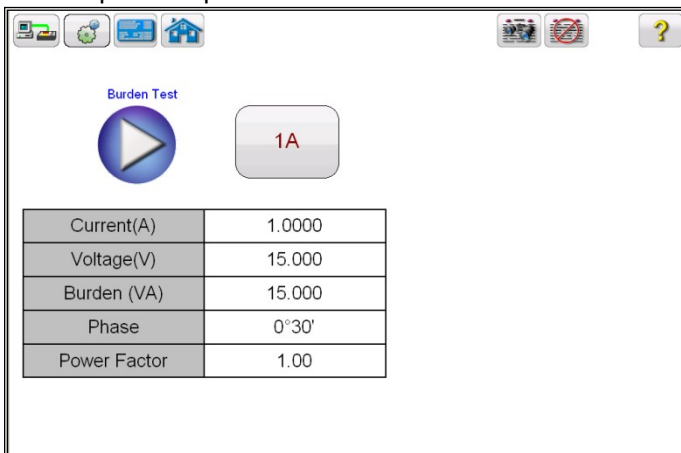 ?
Burden Test
1A
Current(A) 1.0000
Voltage(V) 15.000
Burden (VA) 15.000
Phase 0°30'
Power Factor 1.00